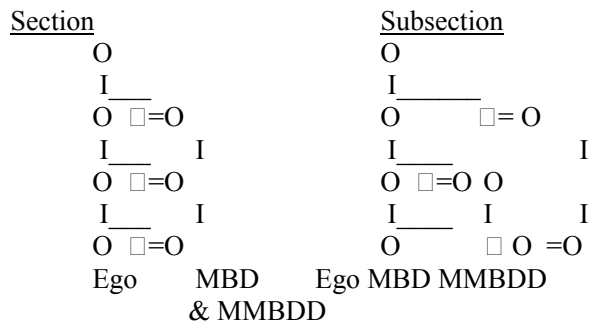 Section Subsection
O O
I___ I______
O □=O O □= O
I___ I I____ I
O □=O O □=O O
I___ I I____ I I
O □=O O □ O =O
Ego MBD Ego MBD MMBDD
& MMBDD